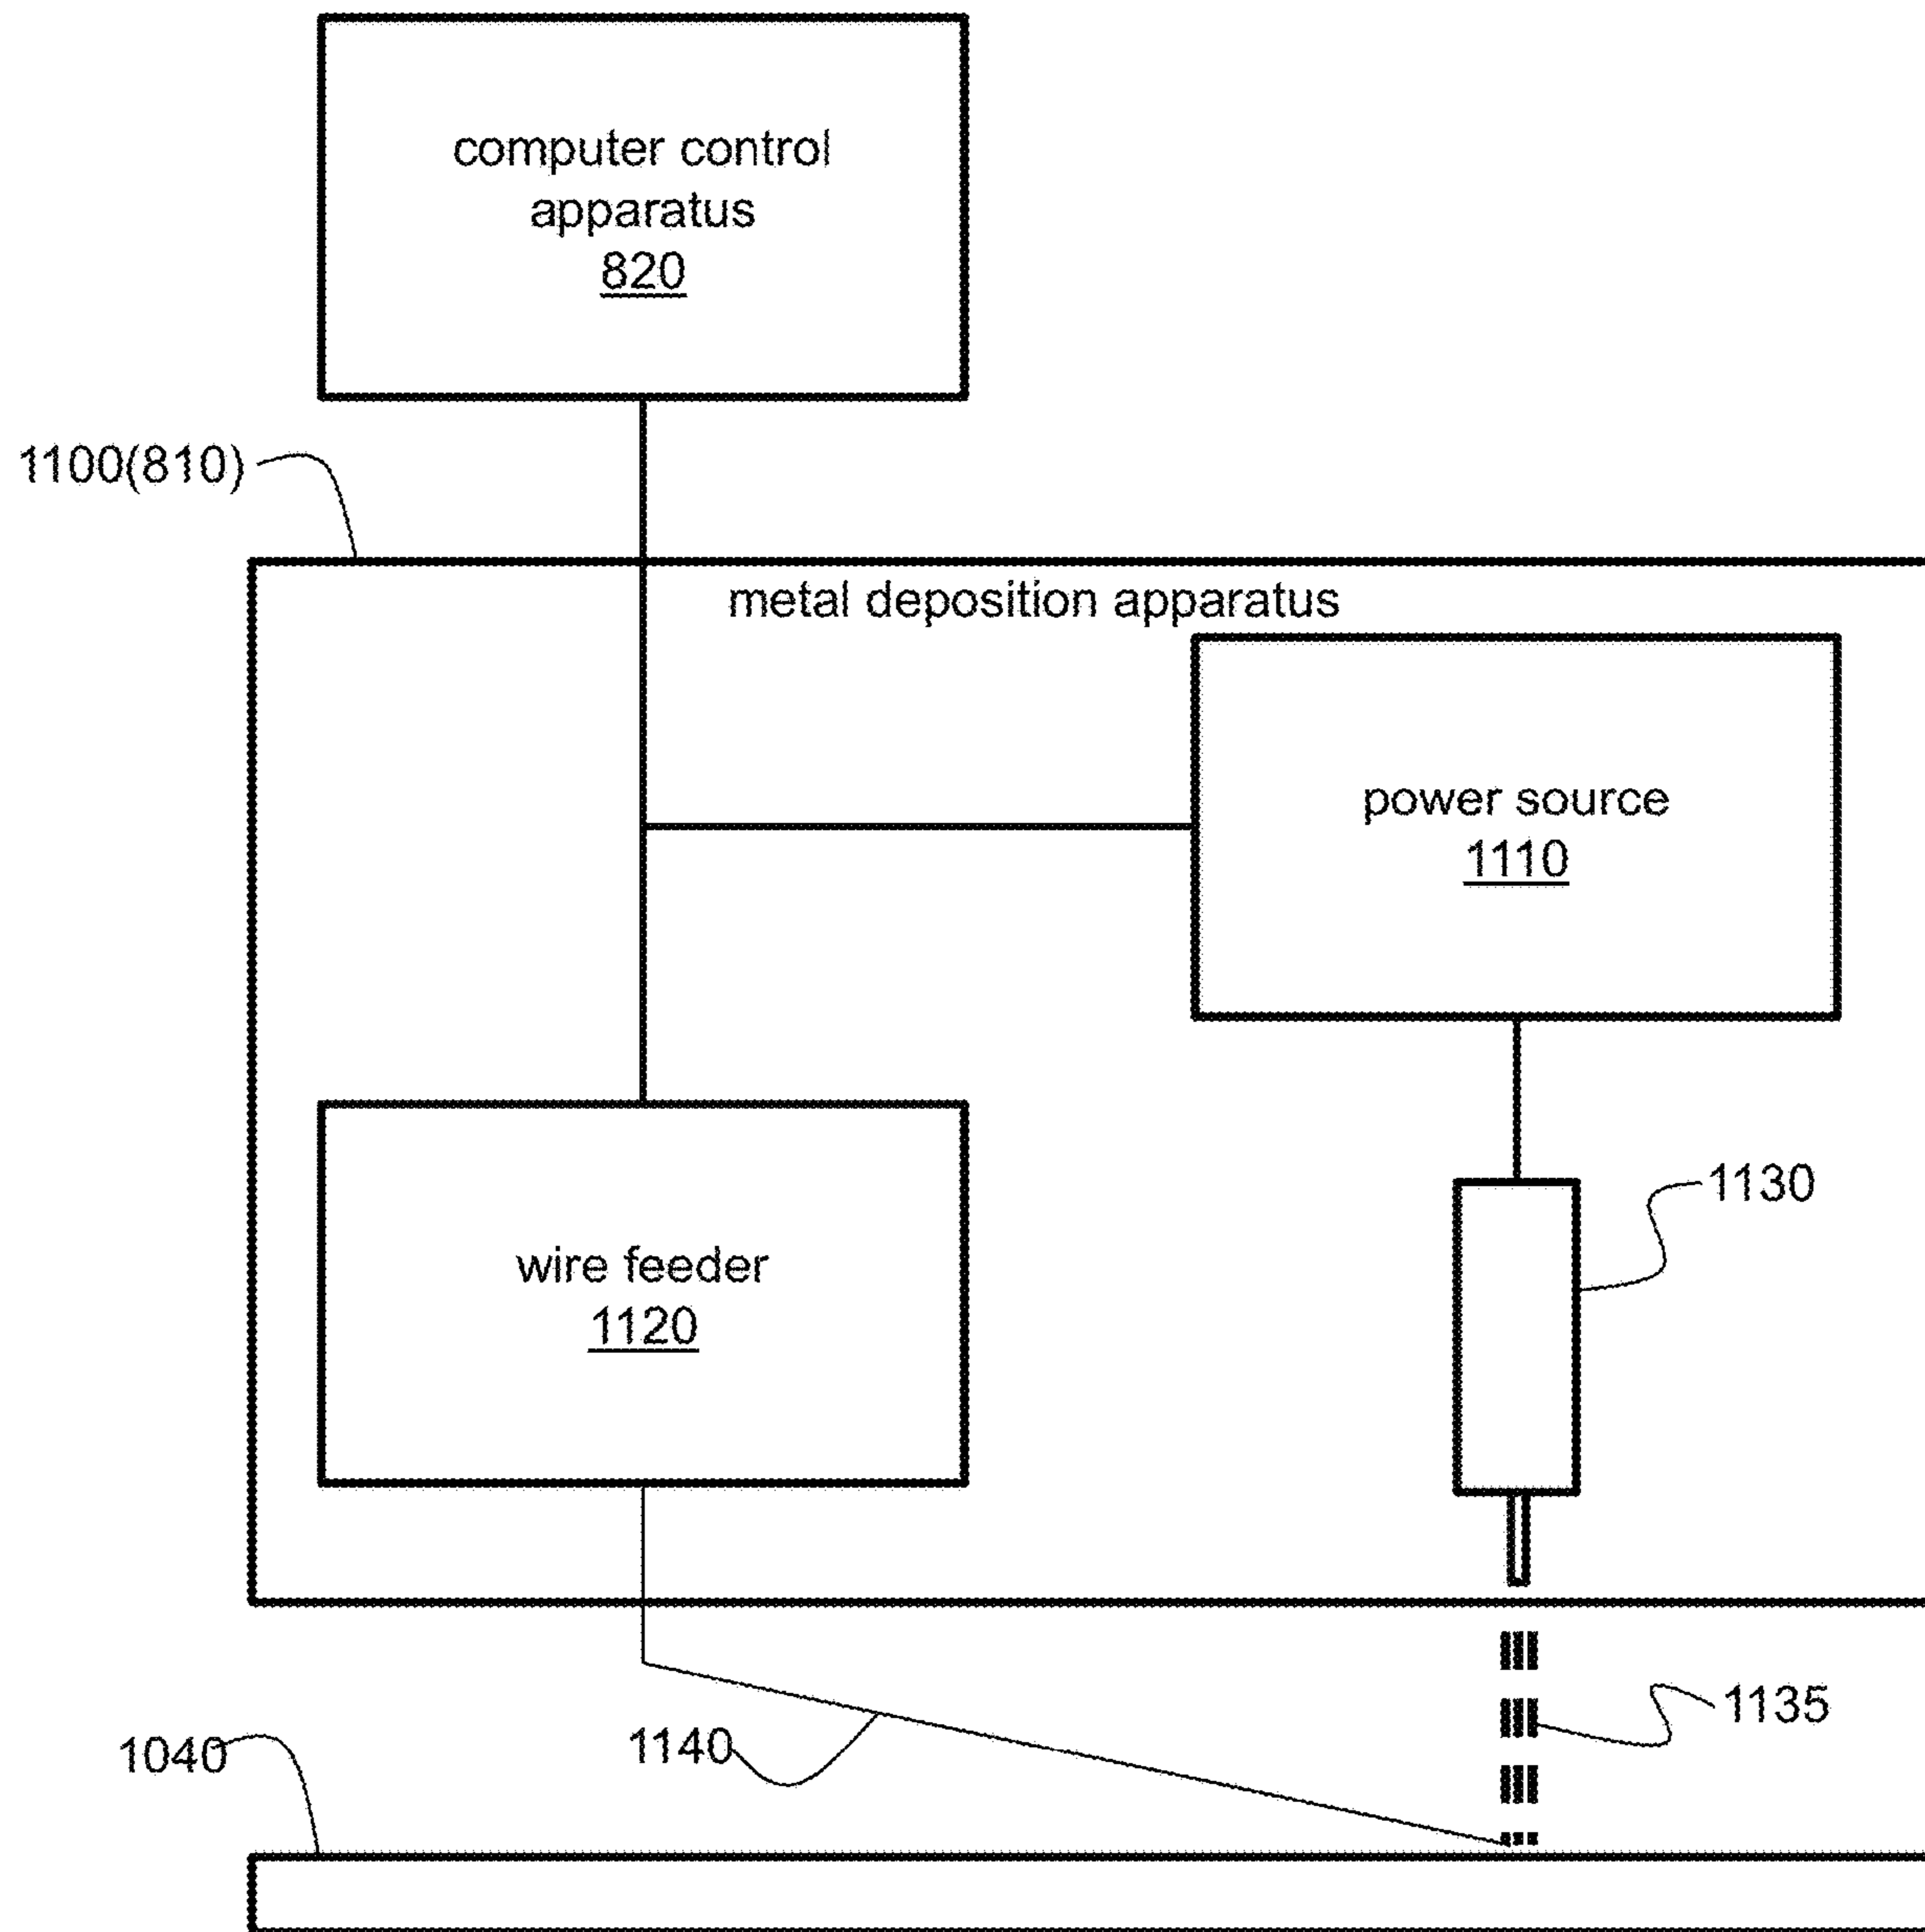 computer control
apparatus
820
1100(810)
metal deposition apparatus
power source
1110
1130
wire feeder
1120
1135
1140
1040